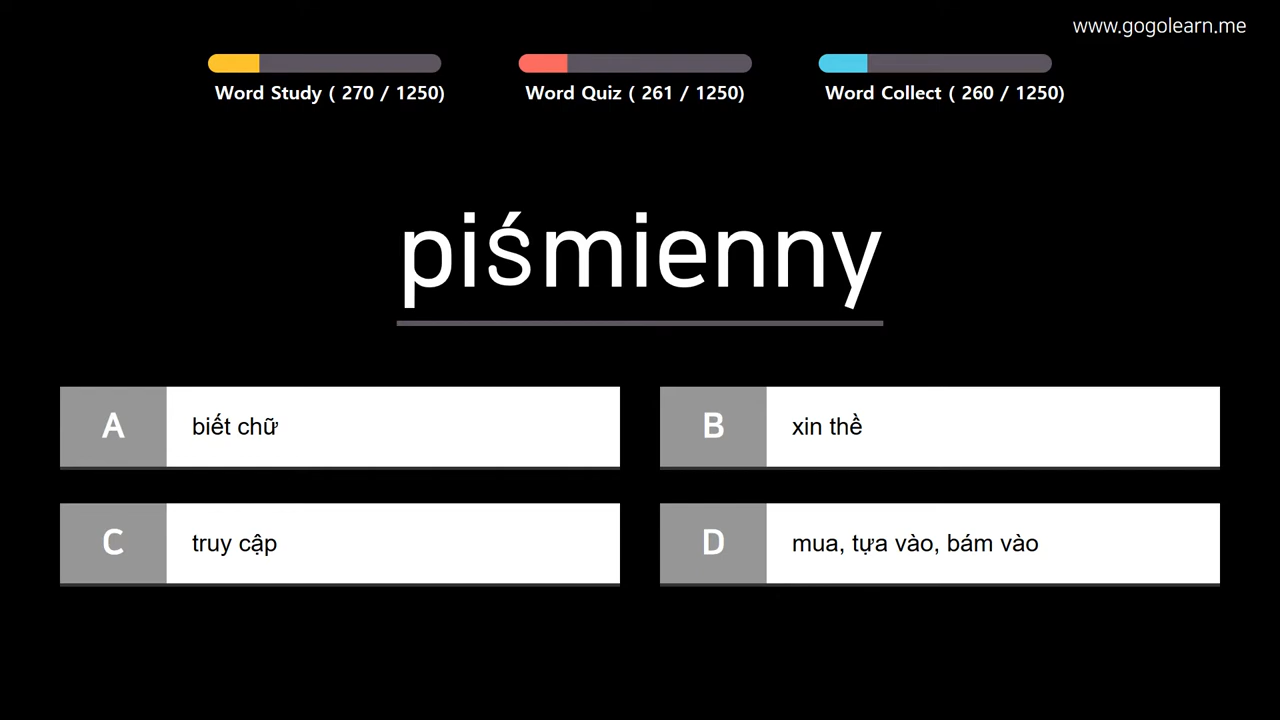 www.gogolearn.me
Word Study ( 270 / 1250)
Word Quiz ( 261 / 1250)
Word Collect ( 260 / 1250)
piśmienny
A biết chữ
B xin thề
C truy cập
D mua, tựa vào, bám vào